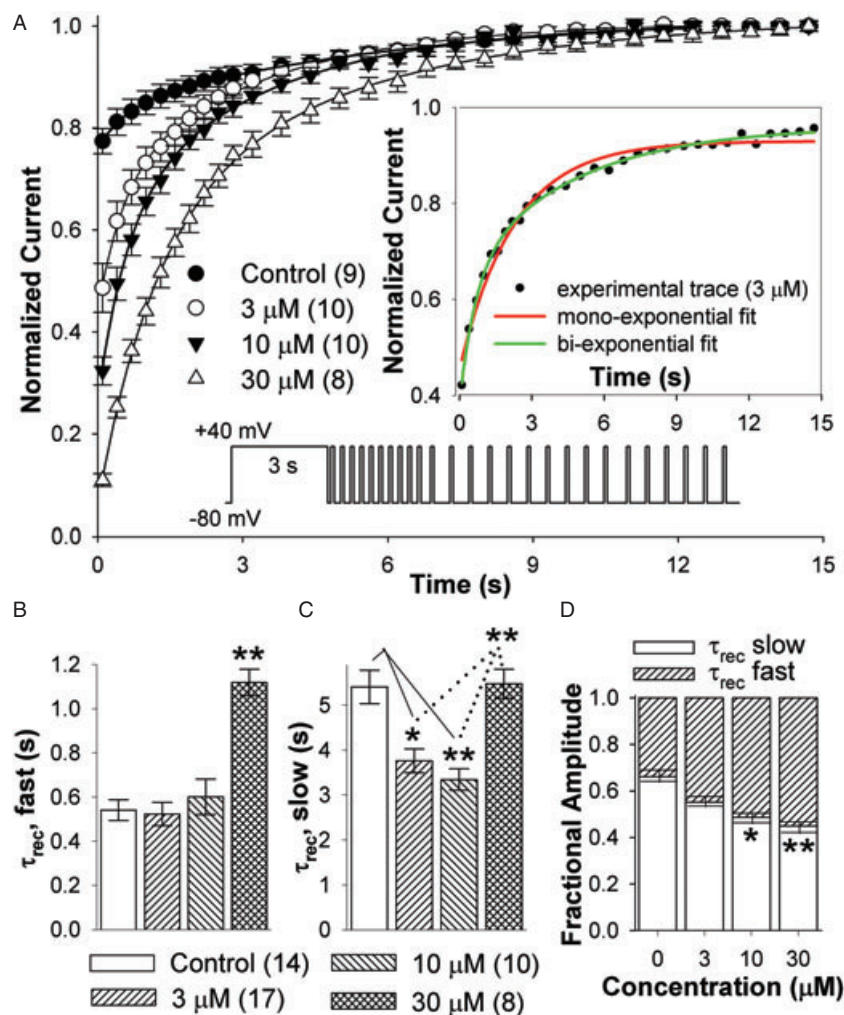 A
1.0
0.8
0.6
0.4
0.2
0.0
Normalized Current
0
3
6
9
12
15
Time (s)
Control (9)
3 μM (10)
10 μM (10)
30 μM (8)
+40 mV
3 s
-80 mV
1.0
0.8
0.6
0.4
Normalized Current
experimental trace (3 μM)
mono-exponential fit
bi-exponential fit
Time (s)
0
3
6
9
12
15
B
1.2
1.0
0.8
0.6
0.4
0.2
0.0
τrec, fast (s)
**
C
5
4
3
2
1
0
τrec, slow (s)
*
**
**
Control (14)
3 μM (17)
10 μM (10)
30 μM (8)
D
τrec slow
τrec fast
1.0
0.8
0.6
0.4
0.2
0.0
Fractional Amplitude
*
**
0
3
10
30
Concentration (μM)